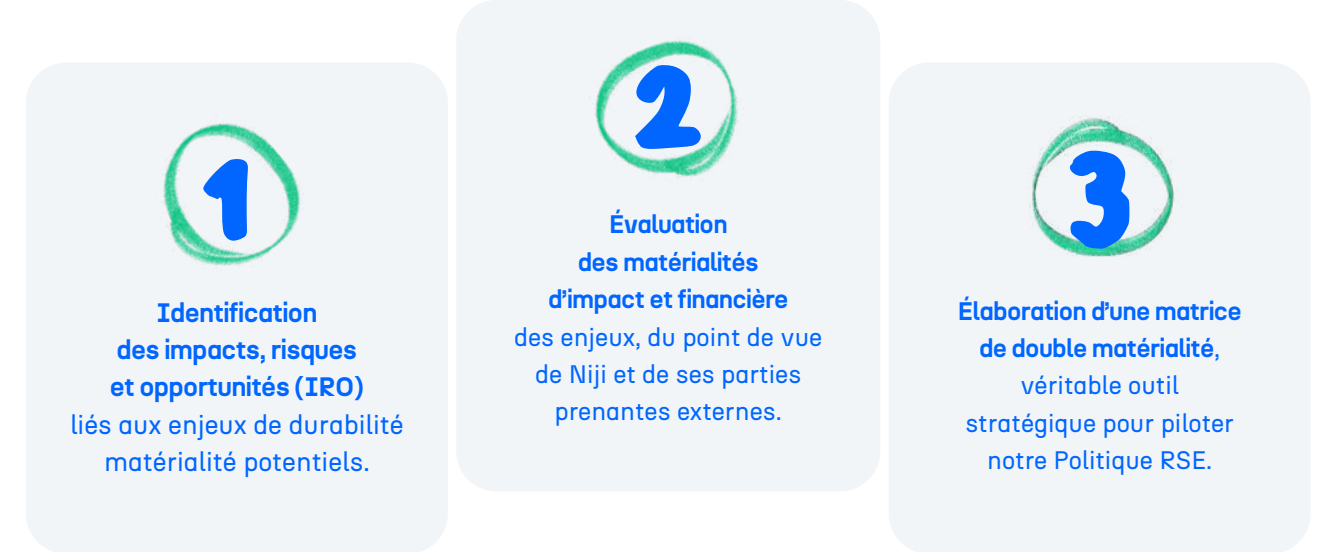 1
Identification
des impacts, risques
et opportunités (IRO)
liés aux enjeux de durabilité
matérialité potentiels.
2
Évaluation
des matérialités
d'impact et financière
des enjeux, du point de vue
de Niji et de ses parties
prenantes externes.
3
Élaboration d'une matrice
de double matérialité,
véritable outil
stratégique pour piloter
notre Politique RSE.